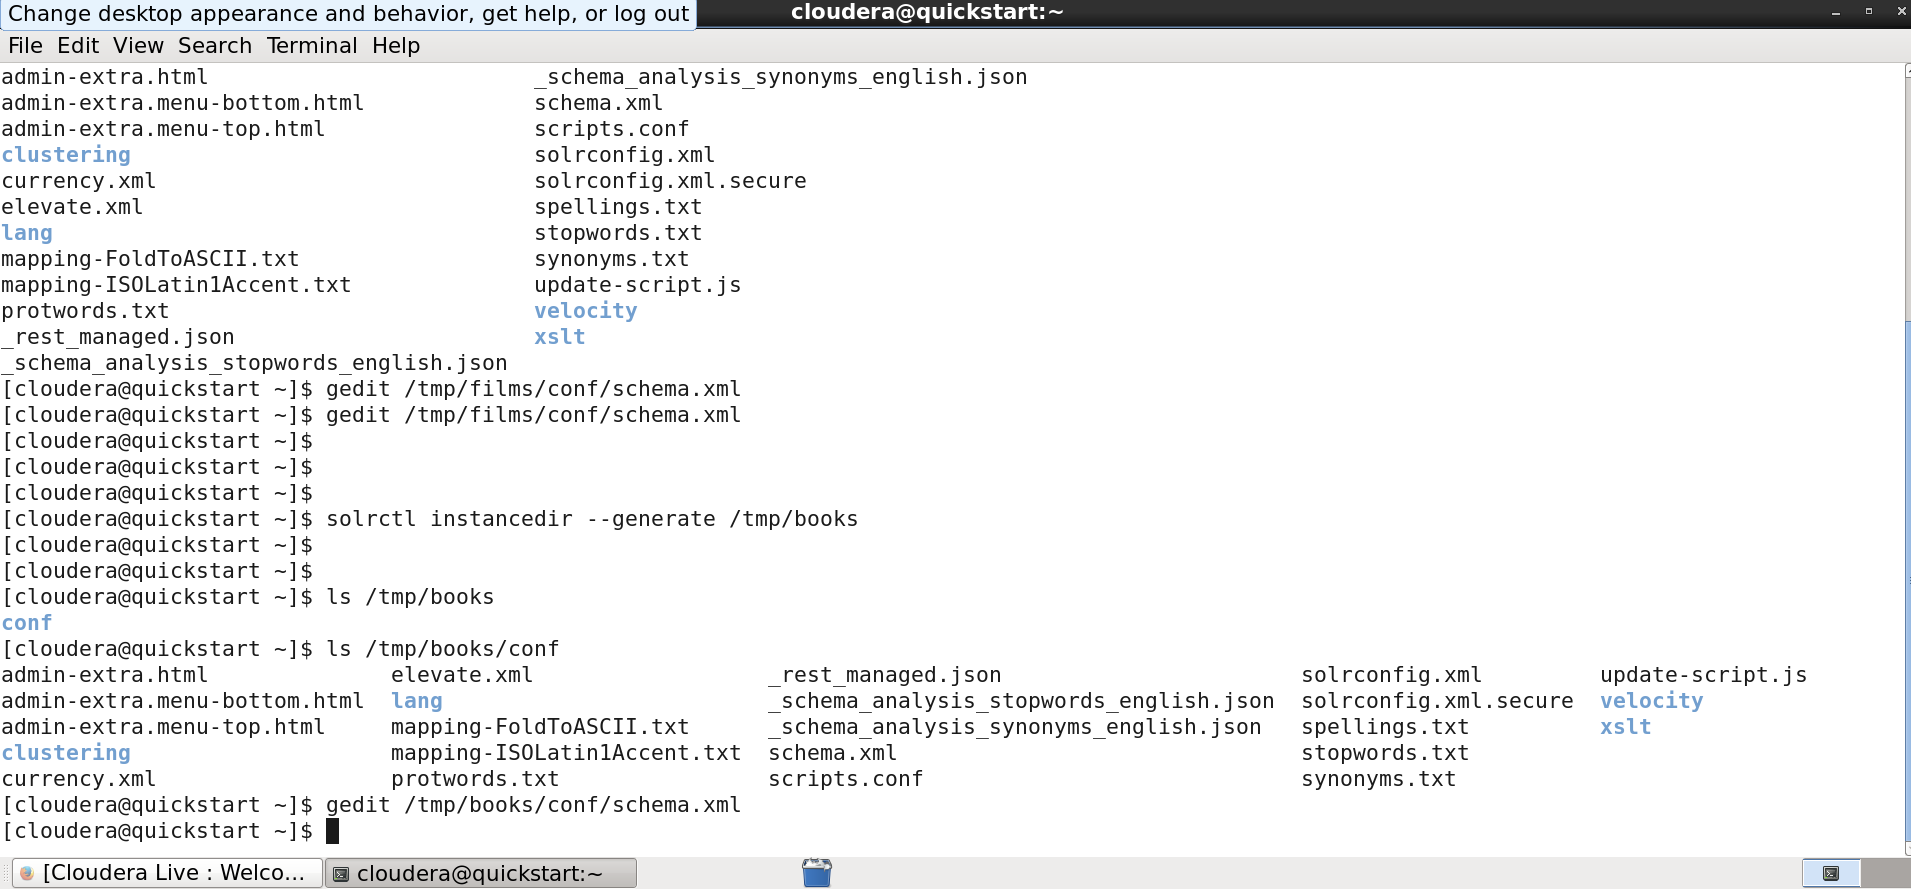 Change desktop appearance and behavior, get help, or log out
cloudera@quickstart:~
File Edit View Search Terminal Help
admin-extra.html _schema_analysis_synonyms_english.json
admin-extra.menu-bottom.html schema.xml
admin-extra.menu-top.html scripts.conf
clustering solrconfig.xml
currency.xml solrconfig.xml.secure
elevate.xml spellings.txt
lang stopwords.txt
mapping-FoldToASCII.txt synonyms.txt
mapping-ISOLatin1Accent.txt update-script.js
protwords.txt velocity
_rest_managed.json xslt
_schema_analysis_stopwords_english.json
[cloudera@quickstart ~]$ gedit /tmp/films/conf/schema.xml
[cloudera@quickstart ~]$ gedit /tmp/films/conf/schema.xml
[cloudera@quickstart ~]$
[cloudera@quickstart ~]$
[cloudera@quickstart ~]$
[cloudera@quickstart ~]$ solrctl instancedir --generate /tmp/books
[cloudera@quickstart ~]$
[cloudera@quickstart ~]$
[cloudera@quickstart ~]$ ls /tmp/books
conf
[cloudera@quickstart ~]$ ls /tmp/books/conf
admin-extra.html elevate.xml _rest_managed.json solrconfig.xml update-script.js
admin-extra.menu-bottom.html lang _schema_analysis_stopwords_english.json solrconfig.xml.secure velocity
admin-extra.menu-top.html mapping-FoldToASCII.txt _schema_analysis_synonyms_english.json spellings.txt xslt
clustering mapping-ISOLatin1Accent.txt schema.xml stopwords.txt
currency.xml protwords.txt scripts.conf synonyms.txt
[cloudera@quickstart ~]$ gedit /tmp/books/conf/schema.xml
[cloudera@quickstart ~]$
[Cloudera Live : Welco... cloudera@quickstart:~